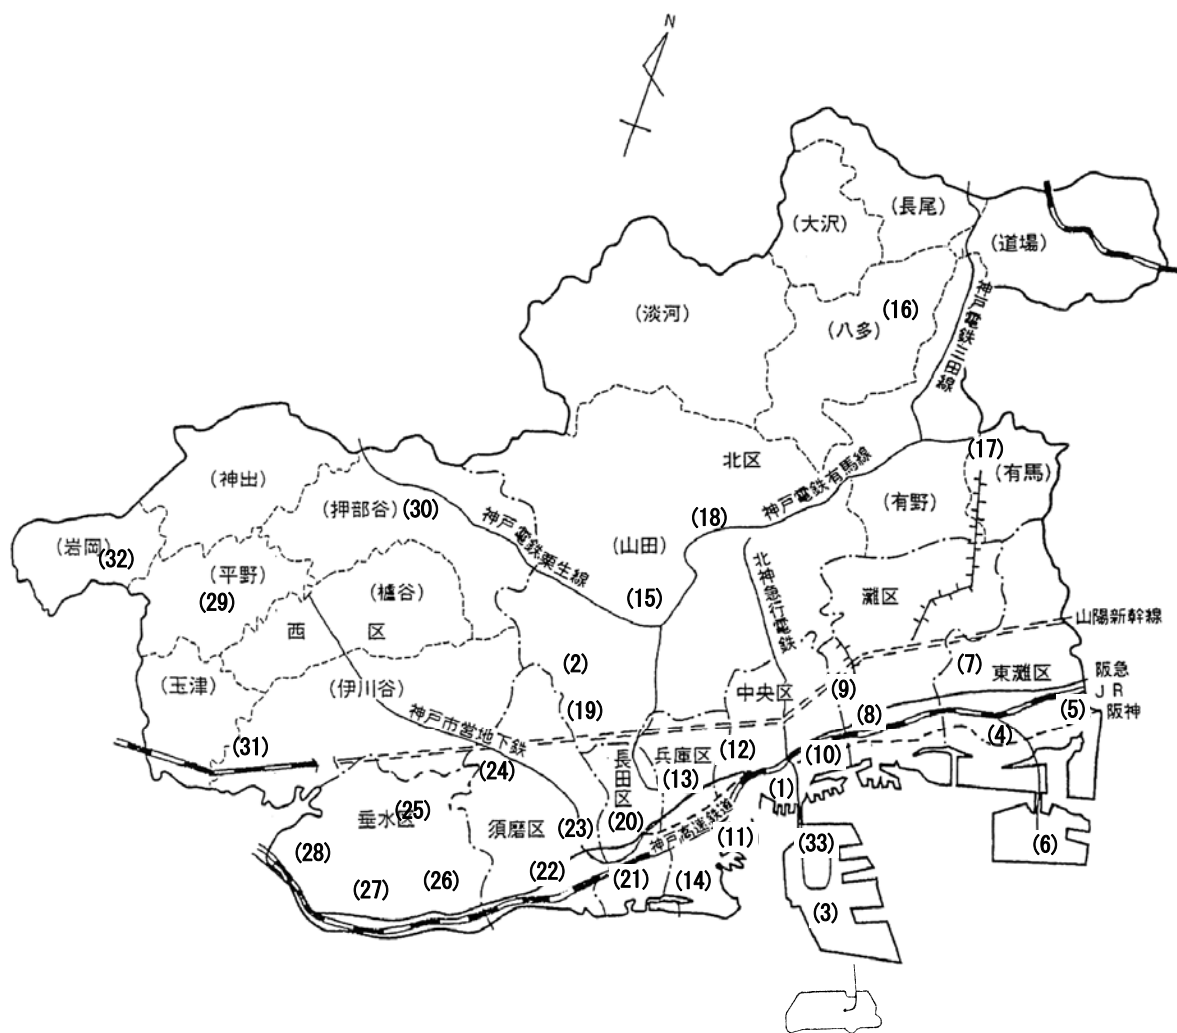 N
(長尾)
(大沢)
(道場)
(16)
(淡河)
(八多)
神戸電鉄三田線
(17)
北区
(有馬)
神戸電鉄有馬線
(神出)
(有野)
(押部谷)
(30)
(18)
神戸電鉄粟生線
(山田)
(岩岡)
(32)
北神急行電鉄
(平野)
(櫨谷)
灘区
(29)
(15)
山陽新幹線
西 区
(2)
(7)
東灘区
阪急
(玉津)
(伊川谷)
中央区
(9)
JR
(19)
(8)
(5)
阪神
神戸市営地下鉄
(4)
(31)
兵庫区
(12)
(10)
(24)
長田区
(13)
(1)
垂水区
(25)
須磨区
(23)
(20)
神戸高速鉄道
(11)
(33)
(6)
(28)
(22)
(27)
(26)
(21)
(14)
(3)